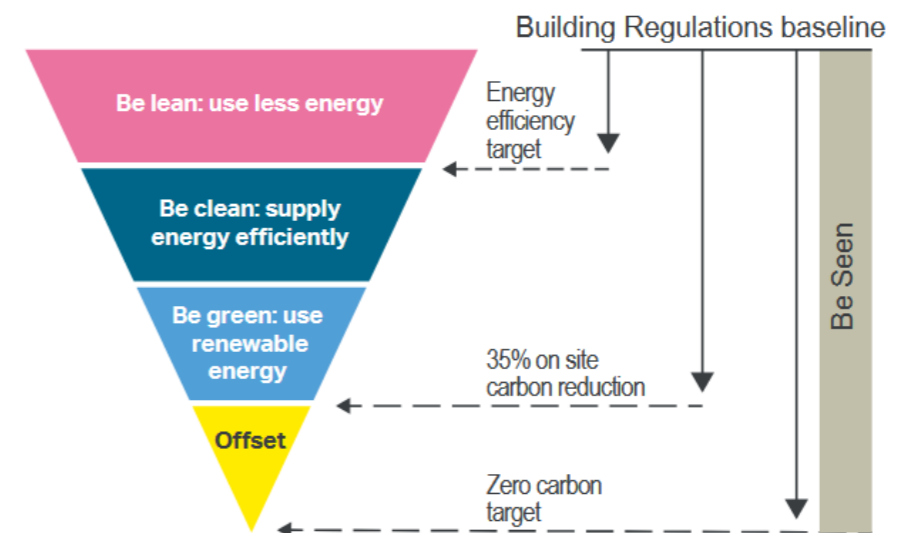 Building Regulations baseline
Be lean: use less energy
Energy
efficiency
target
Be clean: supply
energy efficiently
Be Seen
Be green: use
renewable
energy
35% on site
carbon reduction
Offset
Zero carbon
target